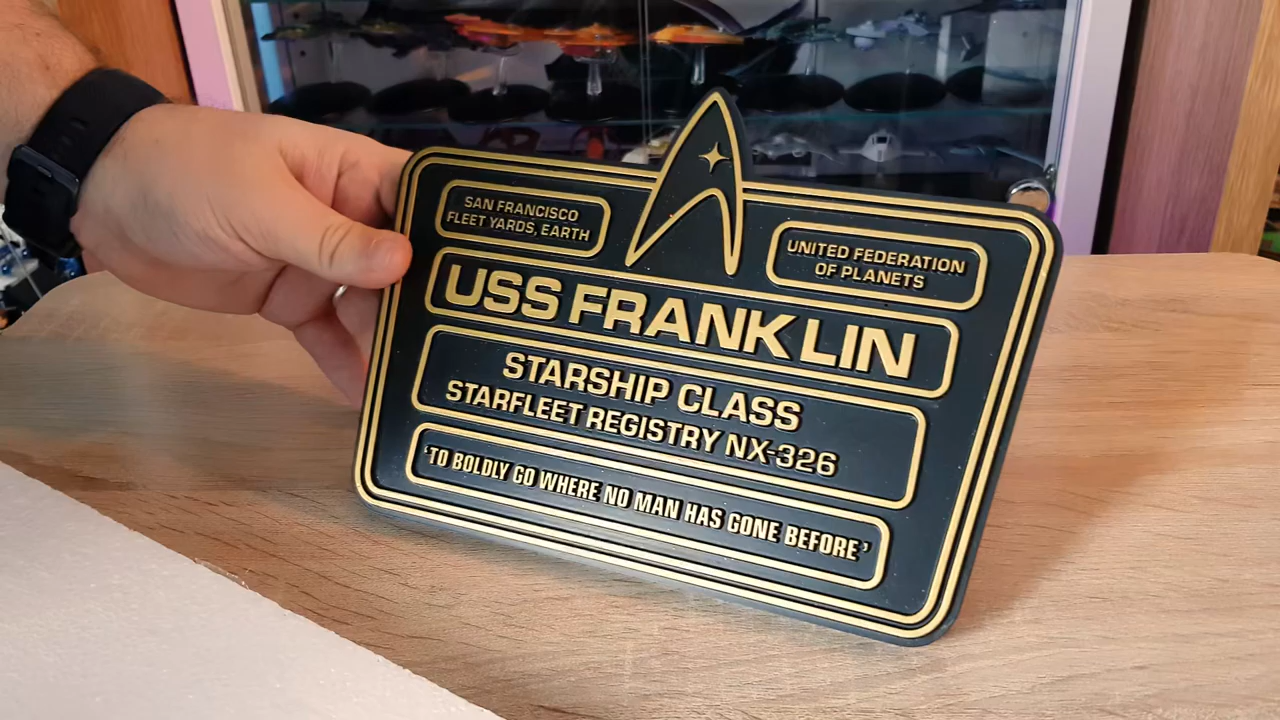 SAN FRANCISCO
FLEET YARDS, EARTH
UNITED FEDERATION
OF PLANETS
USS FRANKLIN
STARSHIP CLASS
STARFLEET REGISTRY NX-326
'TO BOLDLY GO WHERE NO MAN HAS GONE BEFORE'